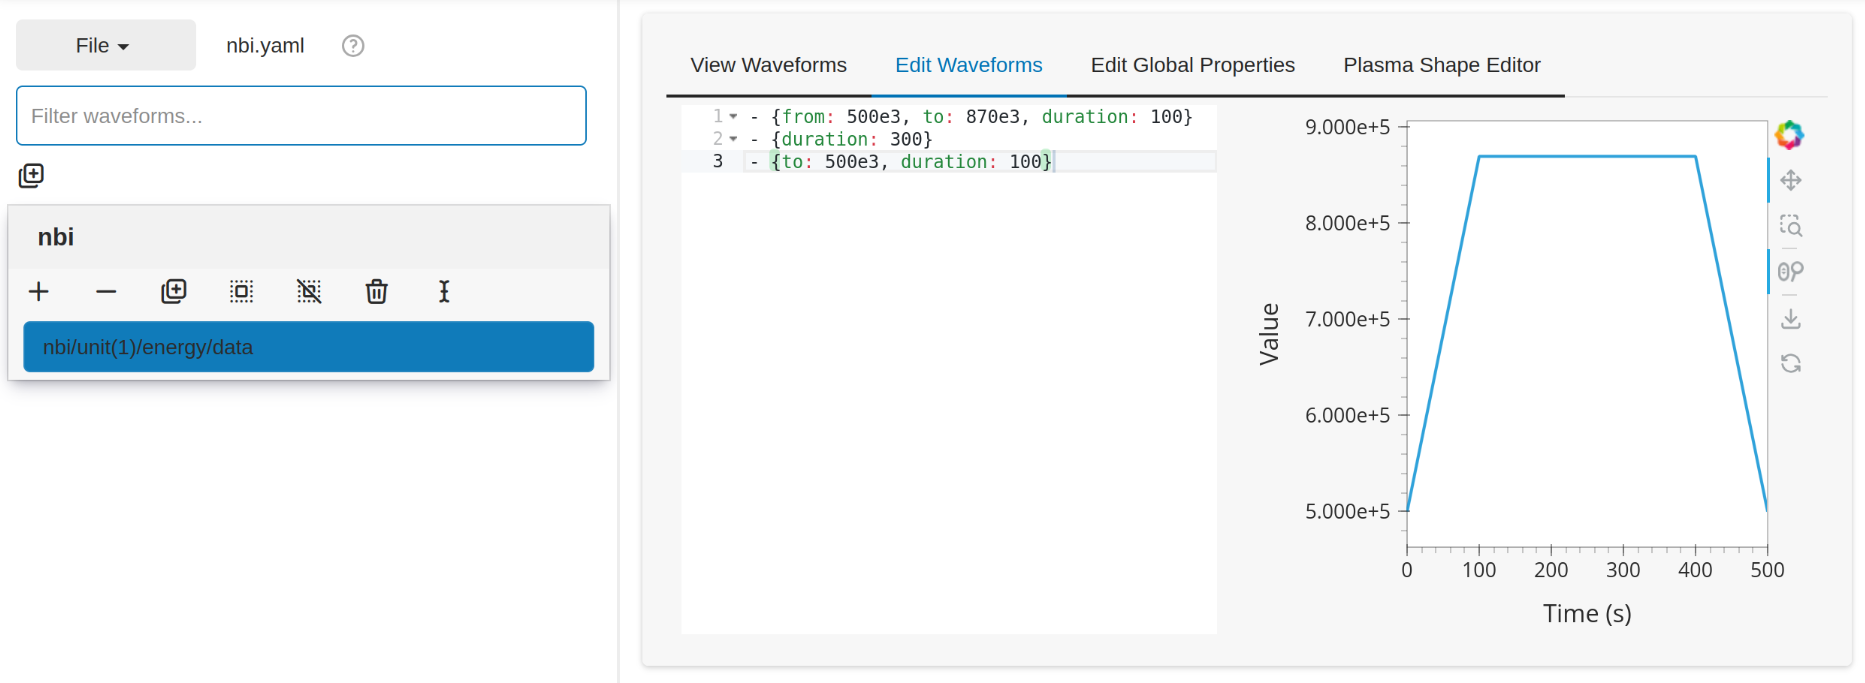 File
nbi.yaml
Filter waveforms...
nbi
nbi/unit(1)/energy/data
View Waveforms
Edit Waveforms
Edit Global Properties
Plasma Shape Editor
1 - {from: 500e3, to: 870e3, duration: 100}
2 - {duration: 300}
3 - {to: 500e3, duration: 100}
Value
9.000e+5
8.000e+5
7.000e+5
6.000e+5
5.000e+5
0 100 200 300 400 500
Time (s)